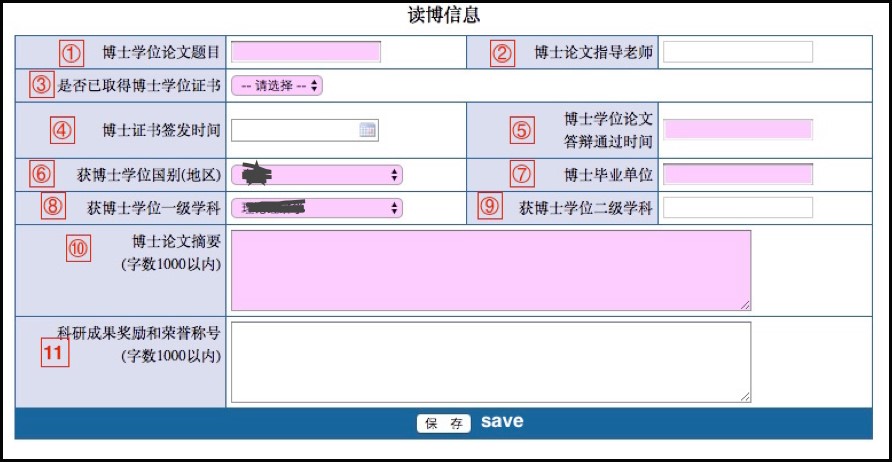 读博信息
① 博士学位论文题目 ② 博士论文指导老师
③ 是否已取得博士学位证书 -- 请选择 --
④ 博士证书签发时间 ⑤ 博士学位论文
答辩通过时间
⑥ 获博士学位国别(地区) ⑦ 博士毕业单位
⑧ 获博士学位一级学科 ⑨ 获博士学位二级学科
⑩ 博士论文摘要
(字数1000以内)
科研成果奖励和荣誉称号
11 (字数1000以内)
保 存 save